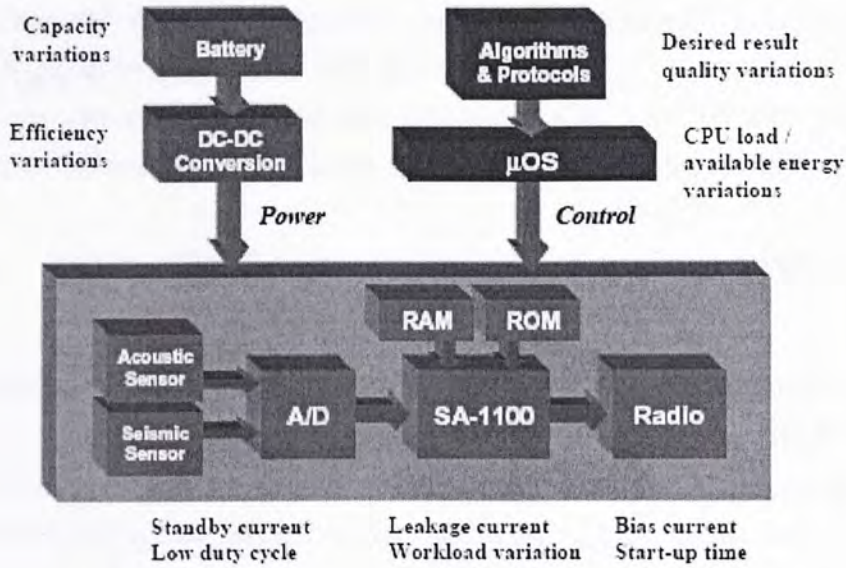 Capacity
variations
Battery
Algorithms
& Protocols
Desired result
quality variations
Efficiency
variations
DC-DC
Conversion
µOS
CPU load /
available energy
variations
Power
Control
RAM
ROM
Acoustic
Sensor
Seismic
Sensor
A/D
SA-1100
Radio
Standby current
Low duty cycle
Leakage current
Workload variation
Bias current
Start-up time